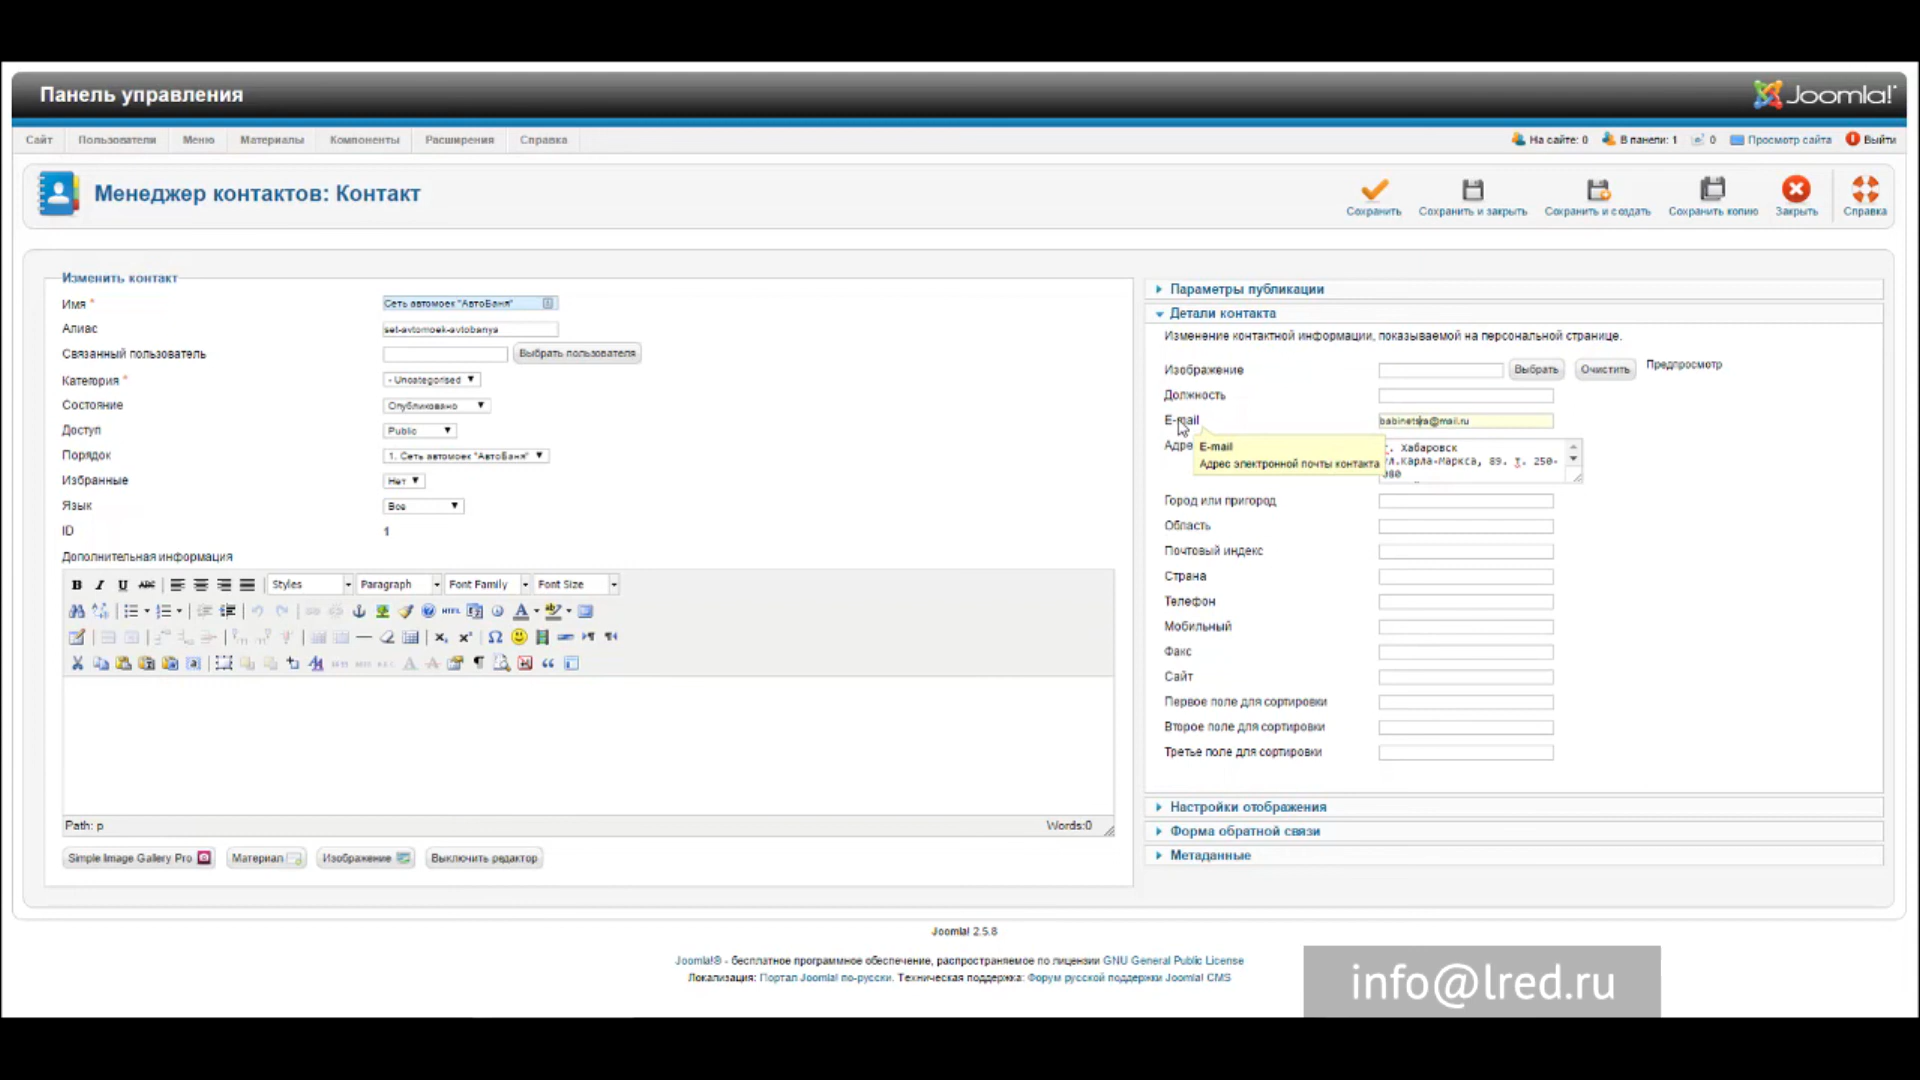 Панель управления
Joomla!
Сайт Пользователи Меню Материалы Компоненты Расширения Справка
На сайте: 0 В панели: 1 0 Просмотр сайта Выйти
Менеджер контактов: Контакт
Сохранить Сохранить и закрыть Сохранить и создать Сохранить копию Закрыть Справка
Изменить контакт
Имя * Сеть автомоек "АвтоБаня"
Алиас set-avtomoek-avtobanya
Связанный пользователь Выбрать пользователя
Категория * - Uncategorised
Состояние Опубликовано
Доступ Public
Порядок 1. Сеть автомоек "АвтоБаня"
Избранные Нет
Язык Все
ID 1
Дополнительная информация
B I U ABC Styles Paragraph Font Family Font Size
HTML
Path: p Words:0
Simple Image Gallery Pro Материал Изображение Выключить редактор
Параметры публикации
Детали контакта
Изменение контактной информации, показываемой на персональной странице.
Изображение Выбрать Очистить Предпросмотр
Должность
E-mail
E-mail
Адрес электронной почты контакта
г. Хабаровск
ул.Карла-Маркса, 89. т. 250-
Город или пригород
Область
Почтовый индекс
Страна
Телефон
Мобильный
Факс
Сайт
Первое поле для сортировки
Второе поле для сортировки
Третье поле для сортировки
Настройки отображения
Форма обратной связи
Метаданные
Joomla! 2.5.8
Joomla!® - бесплатное программное обеспечение, распространяемое по лицензии GNU General Public License
Локализация: Портал Joomla! по-русски. Техническая поддержка: Форум русской поддержки Joomla! CMS
info@lred.ru